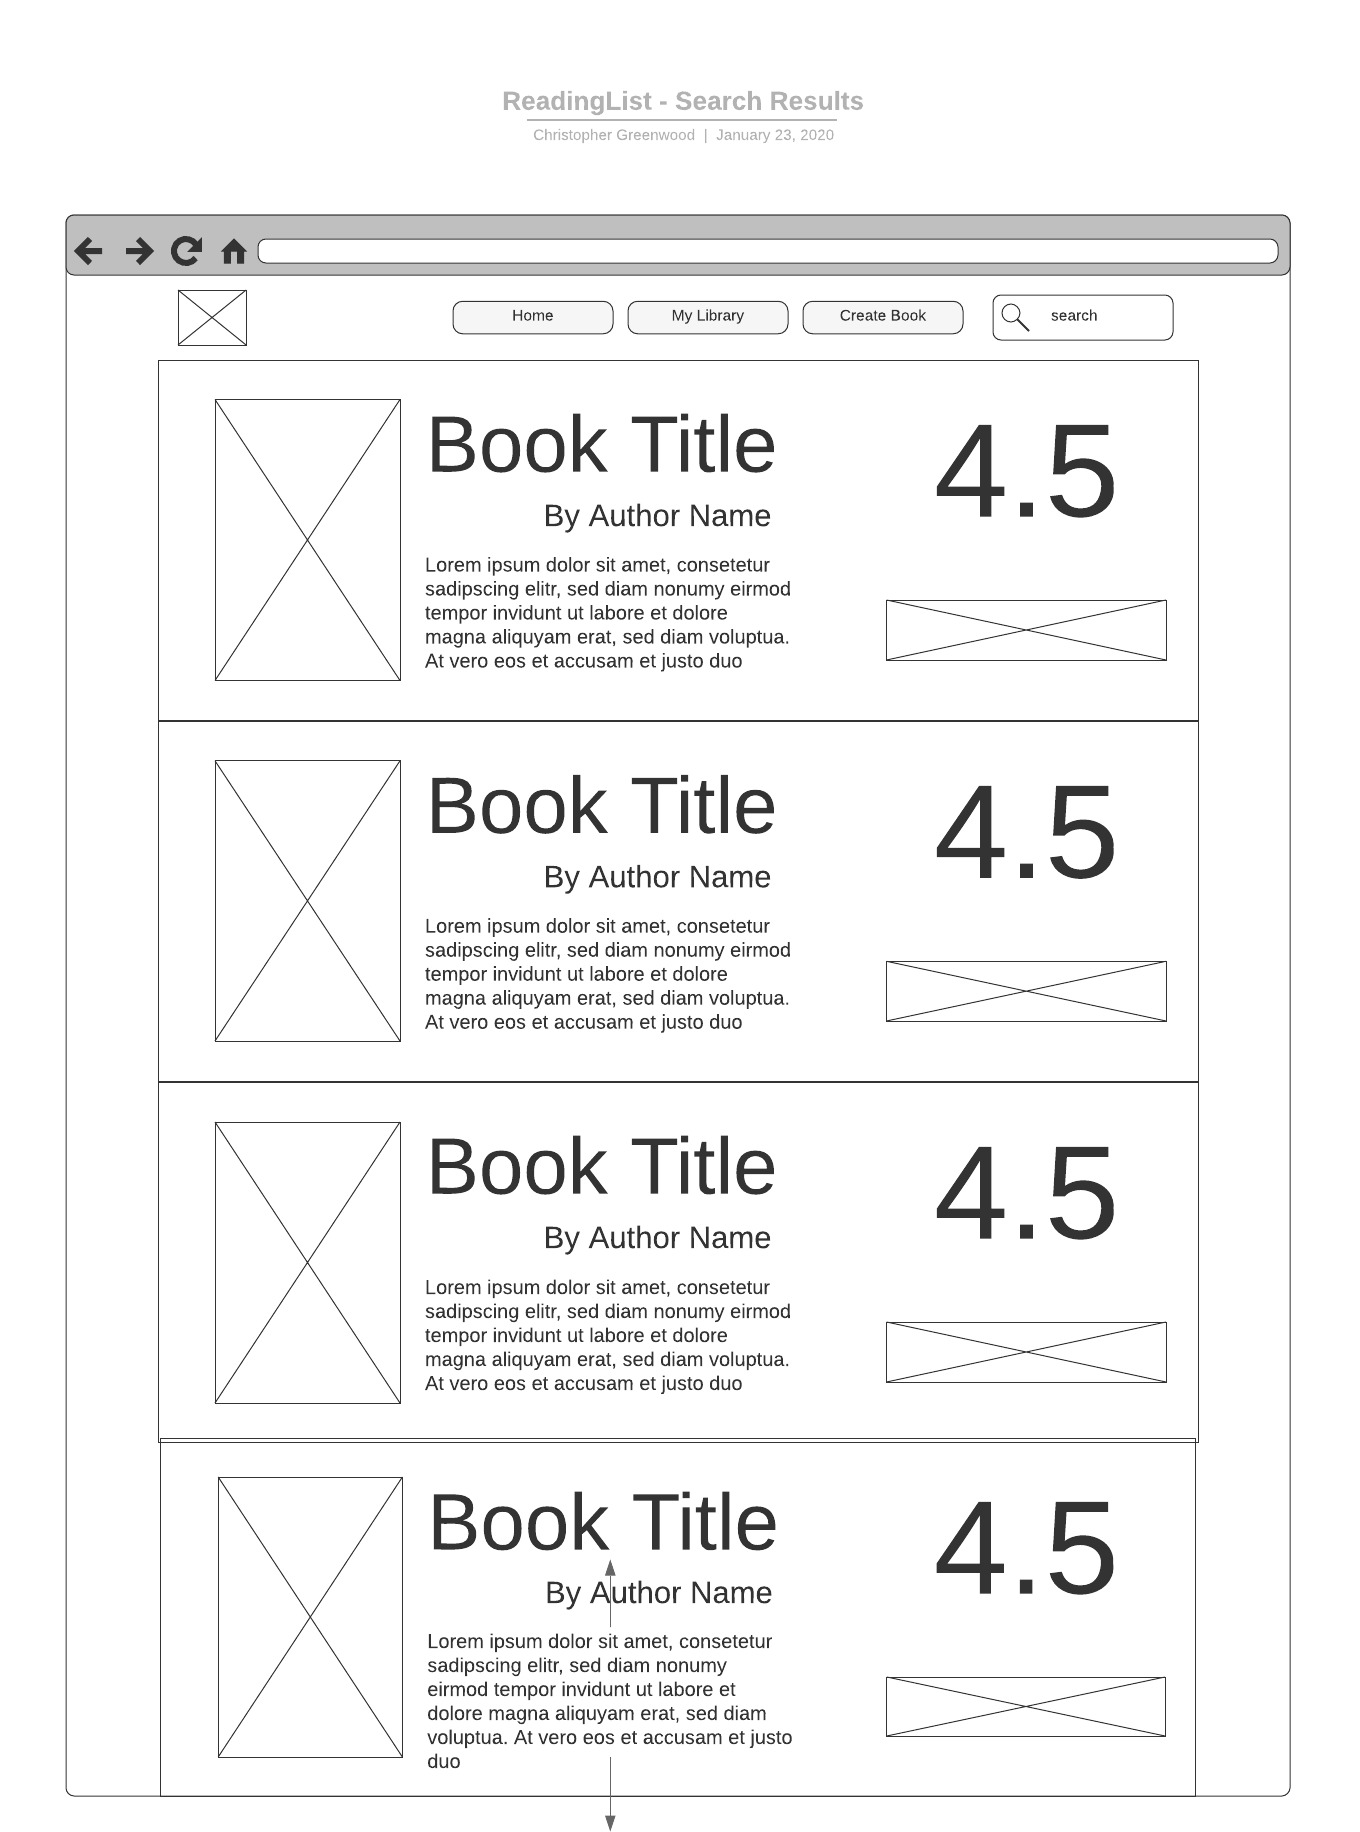 ReadingList - Search Results
Christopher Greenwood | January 23, 2020
Home
My Library
Create Book
search
Book Title
By Author Name
Lorem ipsum dolor sit amet, consetetur
sadipscing elitr, sed diam nonumy eirmod
tempor invidunt ut labore et dolore
magna aliquyam erat, sed diam voluptua.
At vero eos et accusam et justo duo
4.5
Book Title
By Author Name
Lorem ipsum dolor sit amet, consetetur
sadipscing elitr, sed diam nonumy eirmod
tempor invidunt ut labore et dolore
magna aliquyam erat, sed diam voluptua.
At vero eos et accusam et justo duo
4.5
Book Title
By Author Name
Lorem ipsum dolor sit amet, consetetur
sadipscing elitr, sed diam nonumy eirmod
tempor invidunt ut labore et dolore
magna aliquyam erat, sed diam voluptua.
At vero eos et accusam et justo duo
4.5
Book Title
By Author Name
Lorem ipsum dolor sit amet, consetetur
sadipscing elitr, sed diam nonumy
eirmod tempor invidunt ut labore et
dolore magna aliquyam erat, sed diam
voluptua. At vero eos et accusam et justo
duo
4.5